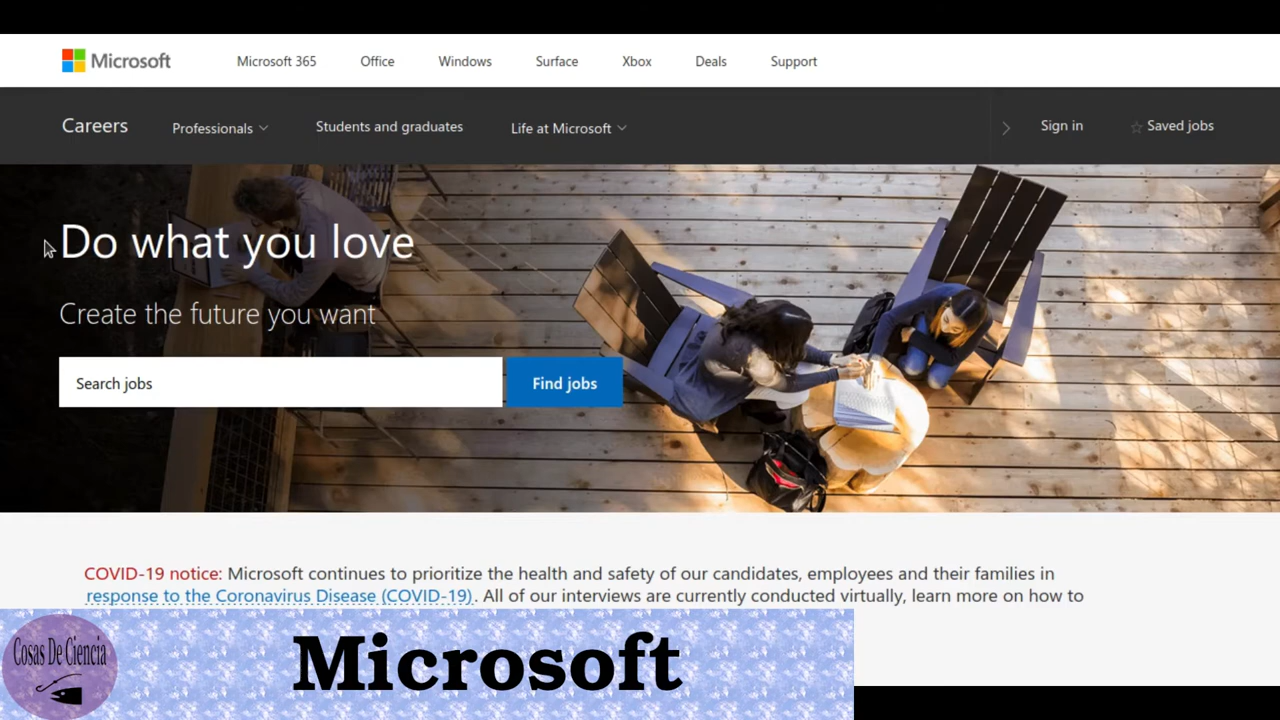 Microsoft
Microsoft 365 Office Windows Surface Xbox Deals Support
Careers Professionals Students and graduates Life at Microsoft Sign in Saved jobs
Do what you love
Create the future you want
Search jobs Find jobs
COVID-19 notice: Microsoft continues to prioritize the health and safety of our candidates, employees and their families in
response to the Coronavirus Disease (COVID-19). All of our interviews are currently conducted virtually, learn more on how to
Cosas De Ciencia
Microsoft